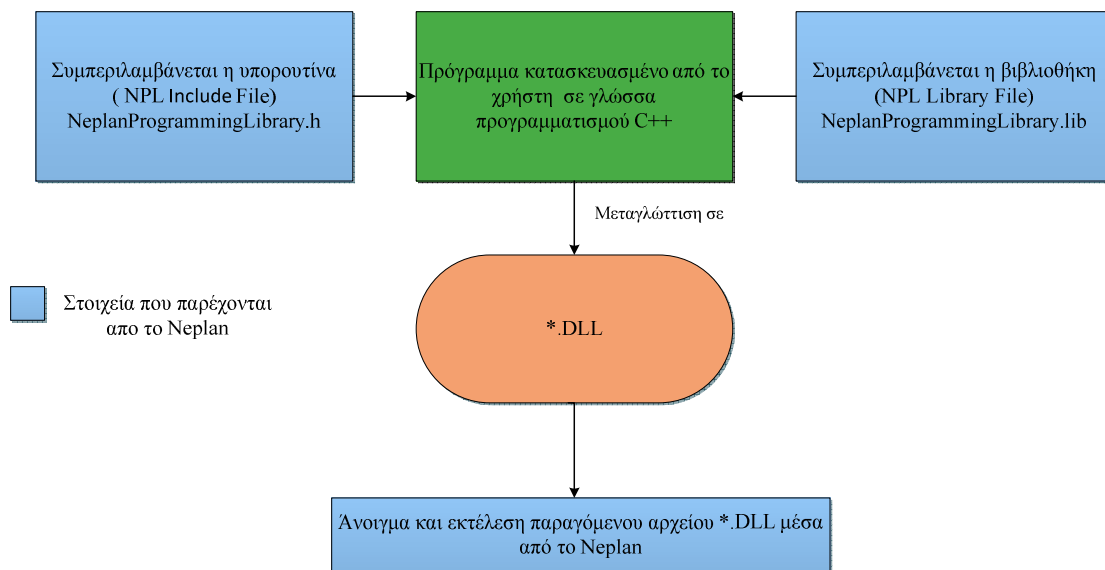 Συμπεριλαμβάνεται η υπορουτίνα
( NPL Include File)
NeplanProgrammingLibrary.h
Πρόγραμμα κατασκευασμένο από το
χρήστη σε γλώσσα
προγραμματισμού C++
Συμπεριλαμβάνεται η βιβλιοθήκη
(NPL Library File)
NeplanProgrammingLibrary.lib
Μεταγλώττιση σε
Στοιχεία που παρέχονται
απο το Neplan
*.DLL
Άνοιγμα και εκτέλεση παραγόμενου αρχείου *.DLL μέσα
από το Neplan